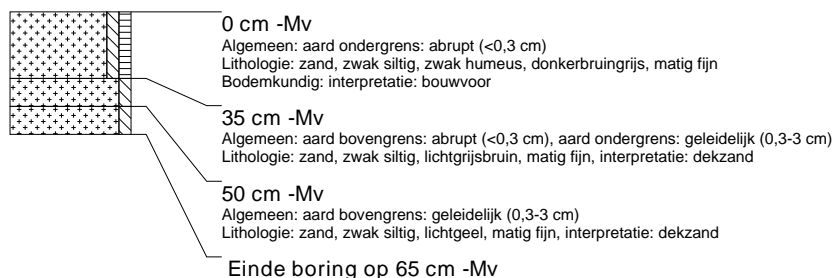 0 cm -Mv
Algemeen: aard ondergrens: abrupt (<0,3 cm)
Lithologie: zand, zwak siltig, zwak humeus, donkerbruingrijs, matig fijn
Bodemkundig: interpretatie: bouwvoor
35 cm -Mv
Algemeen: aard bovengrens: abrupt (<0,3 cm), aard ondergrens: geleidelijk (0,3-3 cm)
Lithologie: zand, zwak siltig, lichtgrijsbruin, matig fijn, interpretatie: dekzand
50 cm -Mv
Algemeen: aard bovengrens: geleidelijk (0,3-3 cm)
Lithologie: zand, zwak siltig, lichtgeel, matig fijn, interpretatie: dekzand
Einde boring op 65 cm -Mv